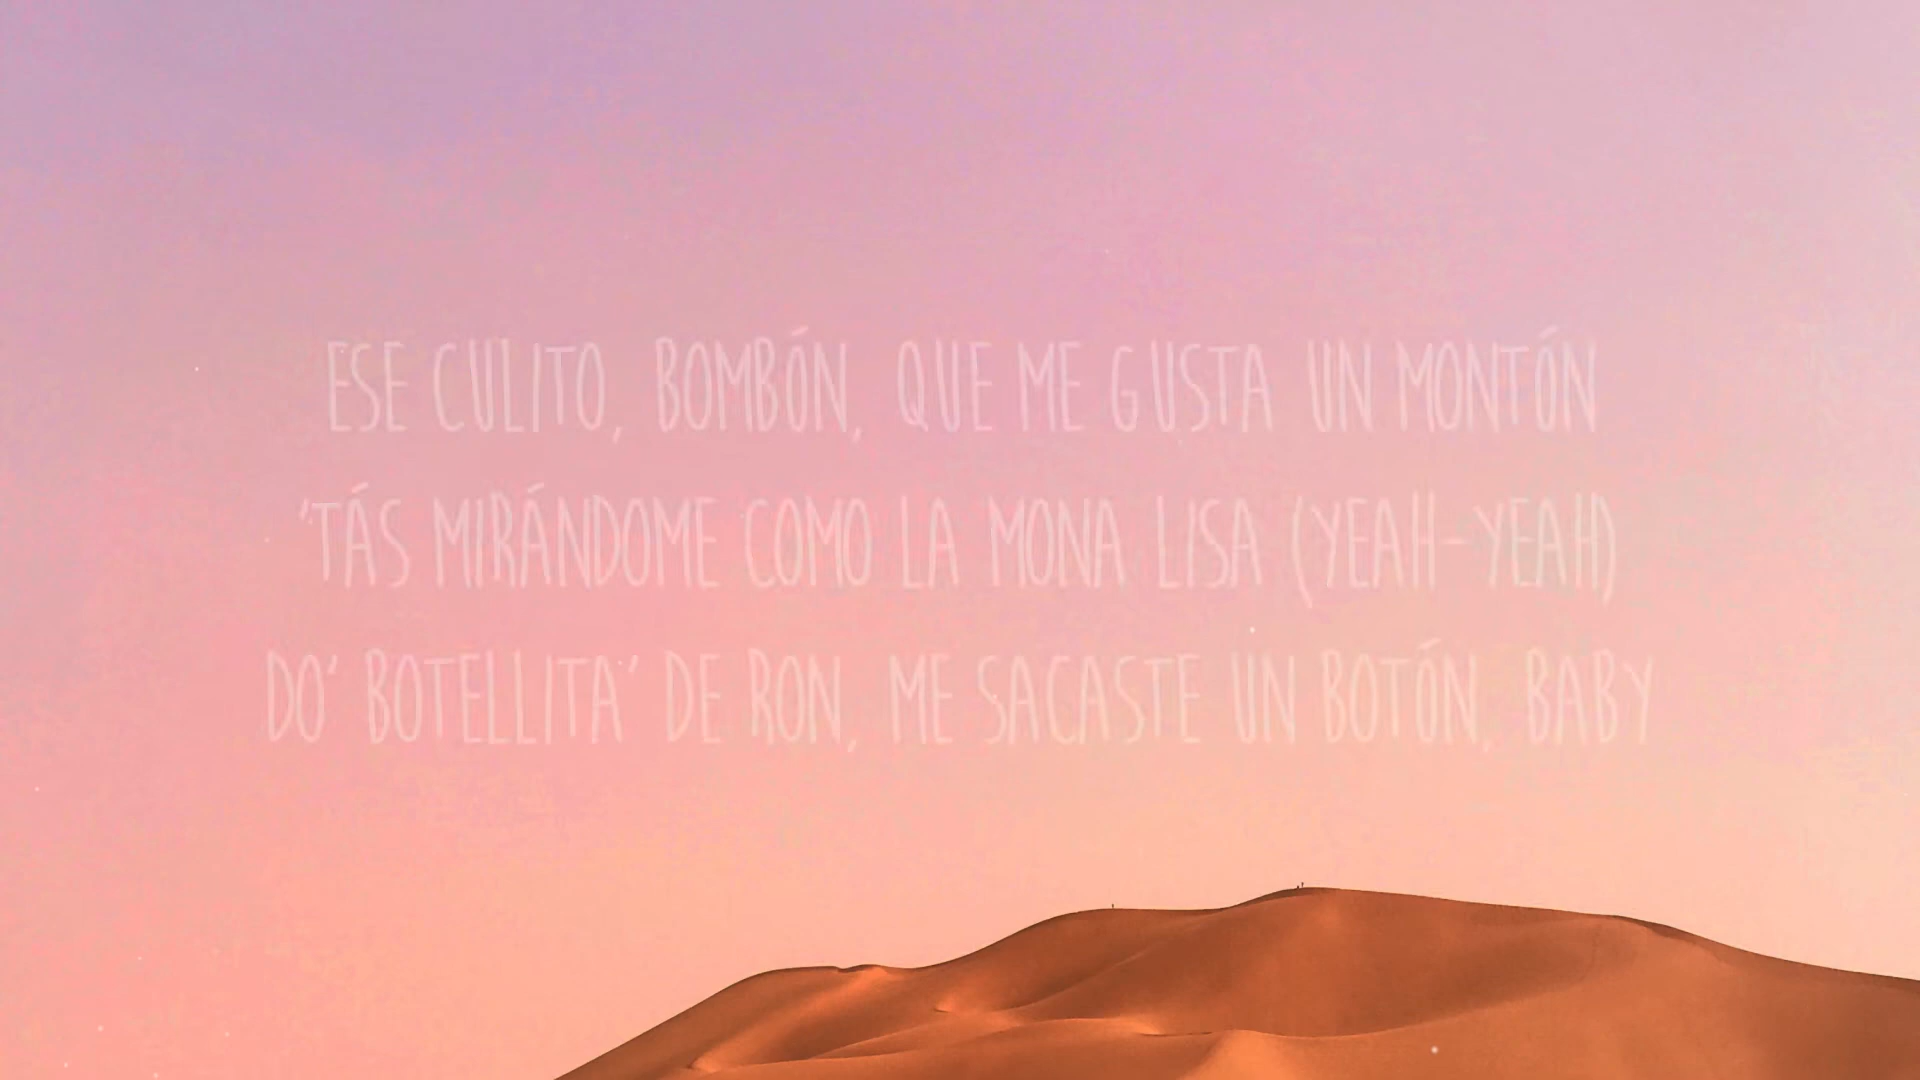 ESE CULITO, BOMBÓN, QUE ME GUSTA UN MONTÓN
'TÁS MIRÁNDOME COMO LA MONA LISA (YEAH-YEAH)
DO' BOTELLITA' DE RON, ME SACASTE UN BOTÓN, BABY